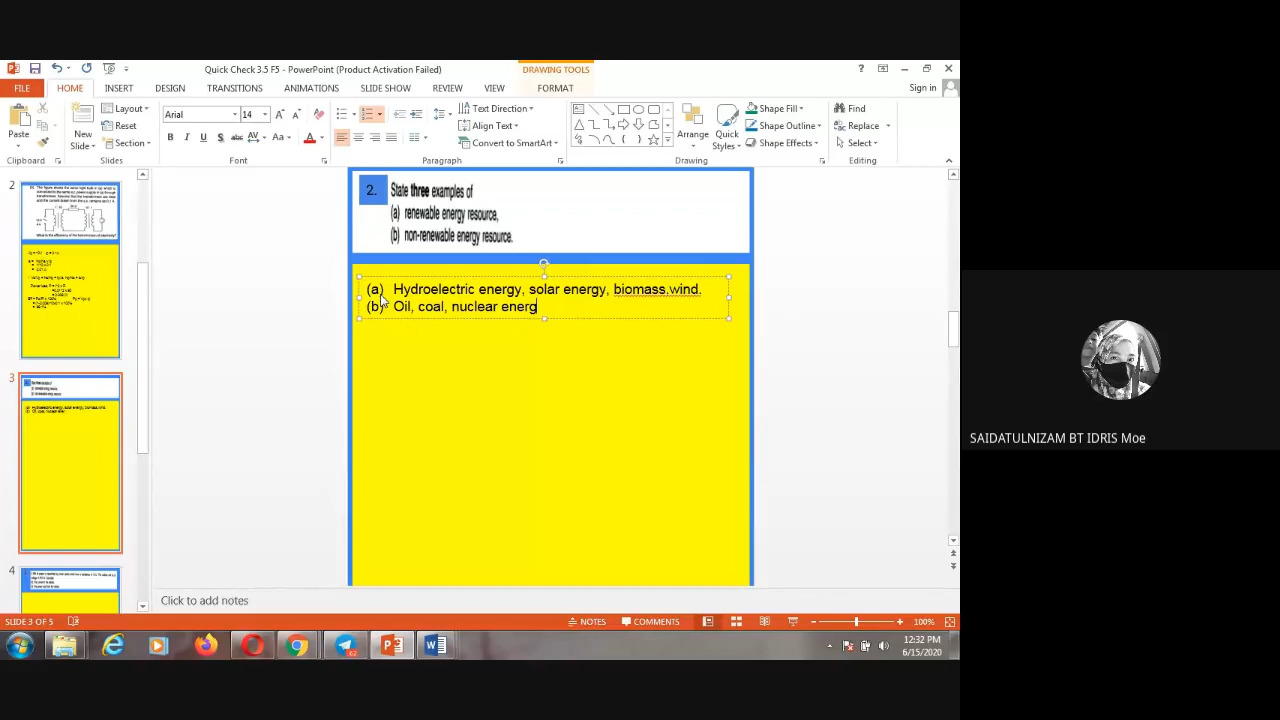 Quick Check 3.5 F5 - PowerPoint (Product Activation Failed)
DRAWING TOOLS
Sign in
FILE HOME INSERT DESIGN TRANSITIONS ANIMATIONS SLIDE SHOW REVIEW VIEW FORMAT
Paste
New Slide
Layout
Reset
Section
Arial 14
Text Direction
Align Text
Convert to SmartArt
Arrange
Quick Styles
Shape Fill
Shape Outline
Shape Effects
Find
Replace
Select
Clipboard Slides Font Paragraph Drawing Editing
2
3
4
2. State three examples of
(a) renewable energy resource,
(b) non-renewable energy resource.
(a) Hydroelectric energy, solar energy, biomass.wind.
(b) Oil, coal, nuclear energ
SAIDATULNIZAM BT IDRIS Moe
Click to add notes
SLIDE 3 OF 5
NOTES COMMENTS 100%
12:32 PM
6/15/2020